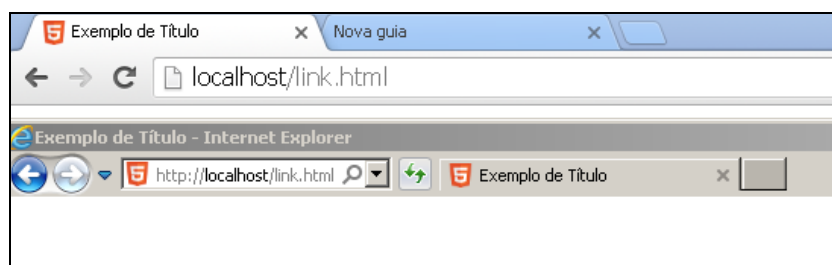 Exemplo de Título
Nova guia
localhost/link.html
Exemplo de Título - Internet Explorer
http://localhost/link.html
Exemplo de Título